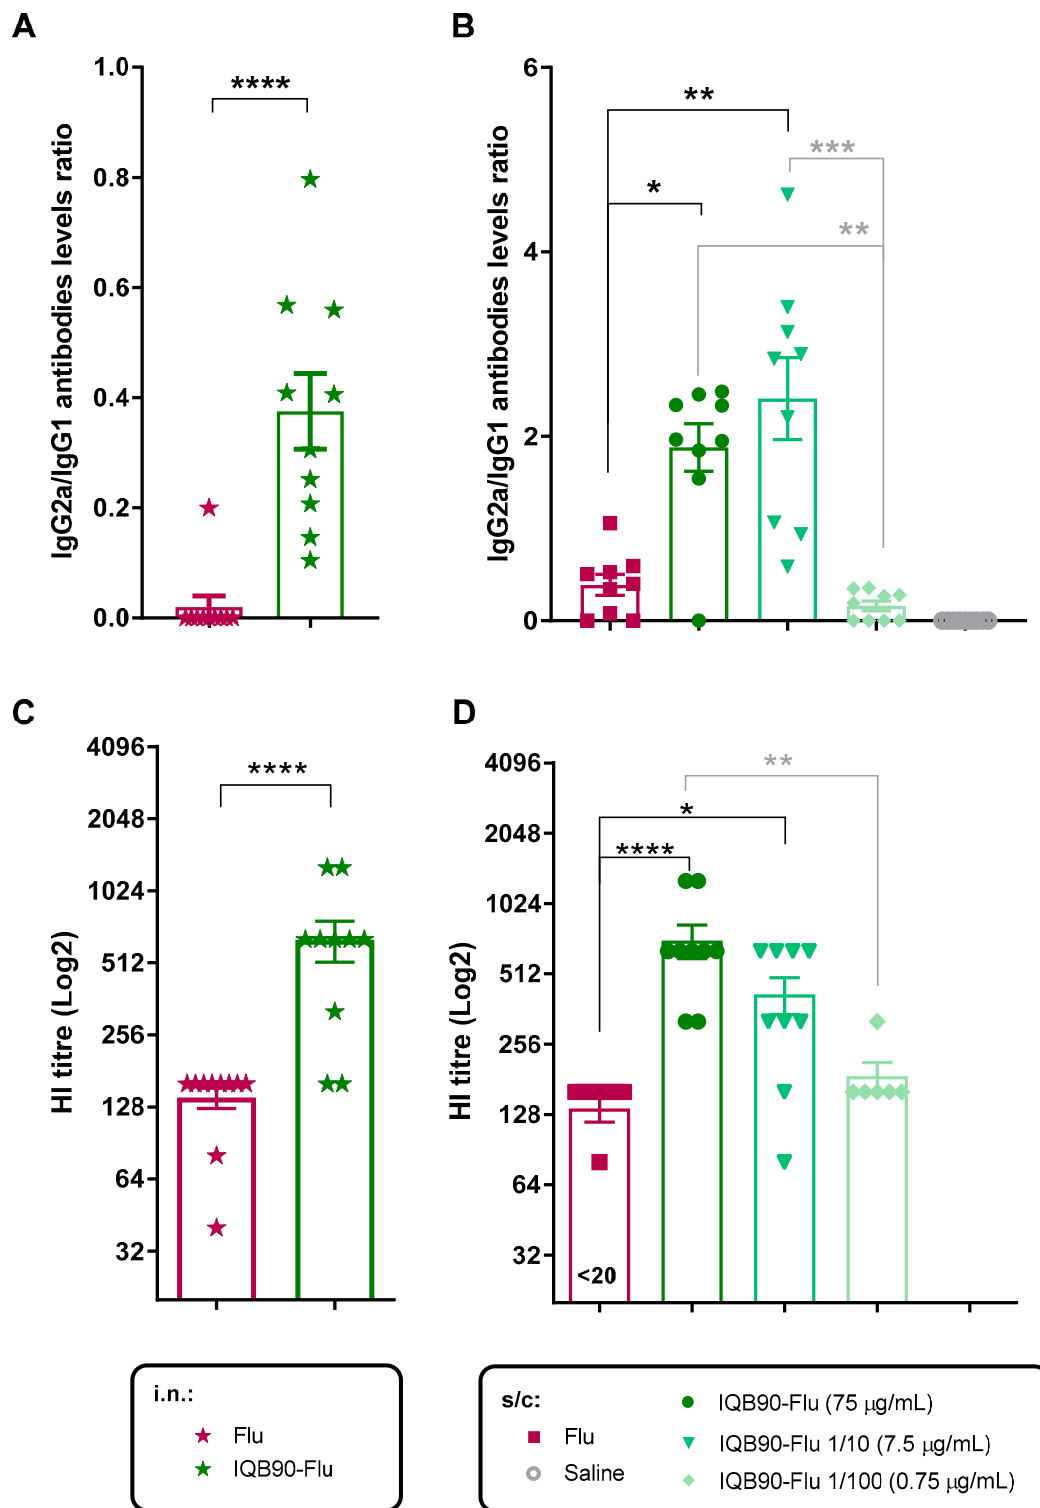 A
B
IgG2a/IgG1 antibodies levels ratio
1.0
0.8
0.6
0.4
0.2
0.0
****
IgG2a/IgG1 antibodies levels ratio
6
4
2
0
**
***
*
**
C
D
HI titre (Log2)
4096
2048
1024
512
256
128
64
32
****
HI titre (Log2)
4096
2048
1024
512
256
128
64
32
**
*
****
<20
i.n.:
Flu
IQB90-Flu
s/c:
Flu
Saline
IQB90-Flu (75 µg/mL)
IQB90-Flu 1/10 (7.5 µg/mL)
IQB90-Flu 1/100 (0.75 µg/mL)